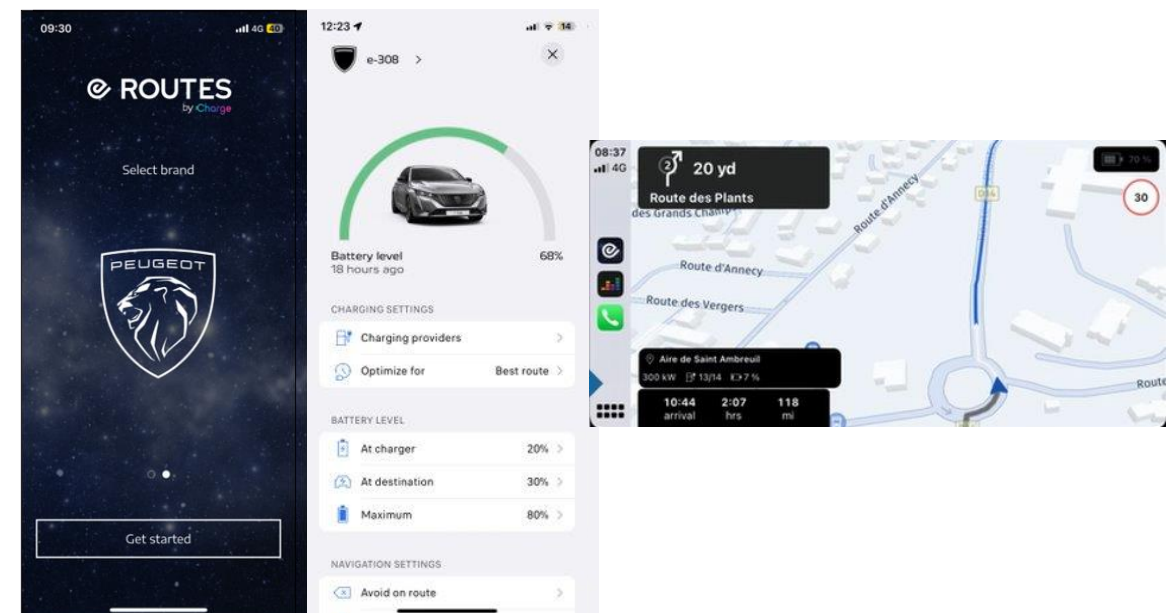 09:30
4G 40
ROUTES
by Charge
Select brand
PEUGEOT
Get started
12:23
14
e-308 >
Battery level 68%
18 hours ago
CHARGING SETTINGS
Charging providers >
Optimize for Best route >
BATTERY LEVEL
At charger 20% >
At destination 30% >
Maximum 80% >
NAVIGATION SETTINGS
Avoid on route >
08:37
4G
2 20 yd
Route des Plants
70 %
30
D14
des Grands Champs
Route d'Annecy
Route d'Annecy
Route des Vergers
Route
Aire de Saint Ambreuil
300 kW 13/14 7 %
10:44 2:07 118
arrival hrs mi